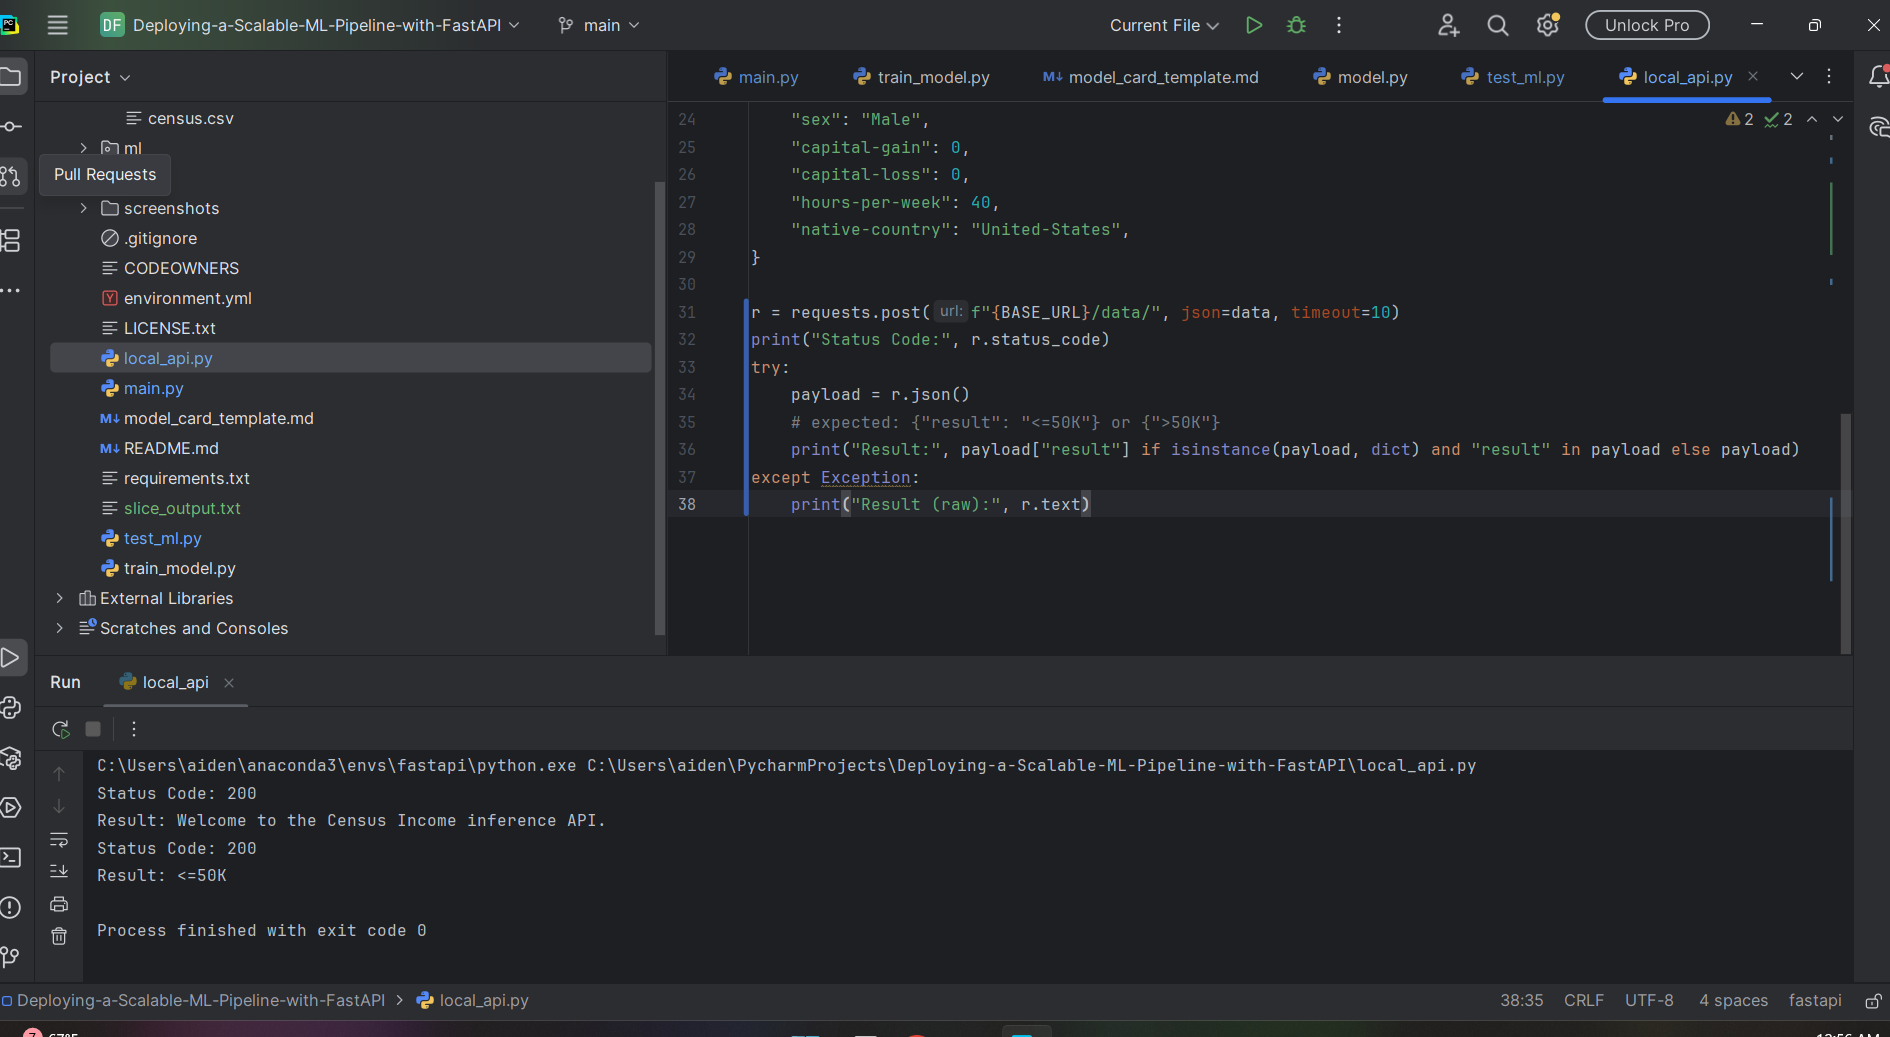 PC
DF Deploying-a-Scalable-ML-Pipeline-with-FastAPI main Current File Unlock Pro
Project
census.csv
ml
Pull Requests
screenshots
.gitignore
CODEOWNERS
environment.yml
LICENSE.txt
local_api.py
main.py
model_card_template.md
README.md
requirements.txt
slice_output.txt
test_ml.py
train_model.py
External Libraries
Scratches and Consoles
main.py train_model.py model_card_template.md model.py test_ml.py local_api.py
2 2
24 "sex": "Male",
25 "capital-gain": 0,
26 "capital-loss": 0,
27 "hours-per-week": 40,
28 "native-country": "United-States",
29 }
30
31 r = requests.post( url: f"{BASE_URL}/data/", json=data, timeout=10)
32 print("Status Code:", r.status_code)
33 try:
34 payload = r.json()
35 # expected: {"result": "<=50K"} or {">50K"}
36 print("Result:", payload["result"] if isinstance(payload, dict) and "result" in payload else payload)
37 except Exception:
38 print("Result (raw):", r.text)
Run local_api
C:\Users\aiden\anaconda3\envs\fastapi\python.exe C:\Users\aiden\PycharmProjects\Deploying-a-Scalable-ML-Pipeline-with-FastAPI\local_api.py
Status Code: 200
Result: Welcome to the Census Income inference API.
Status Code: 200
Result: <=50K
Process finished with exit code 0
Deploying-a-Scalable-ML-Pipeline-with-FastAPI > local_api.py 38:35 CRLF UTF-8 4 spaces fastapi